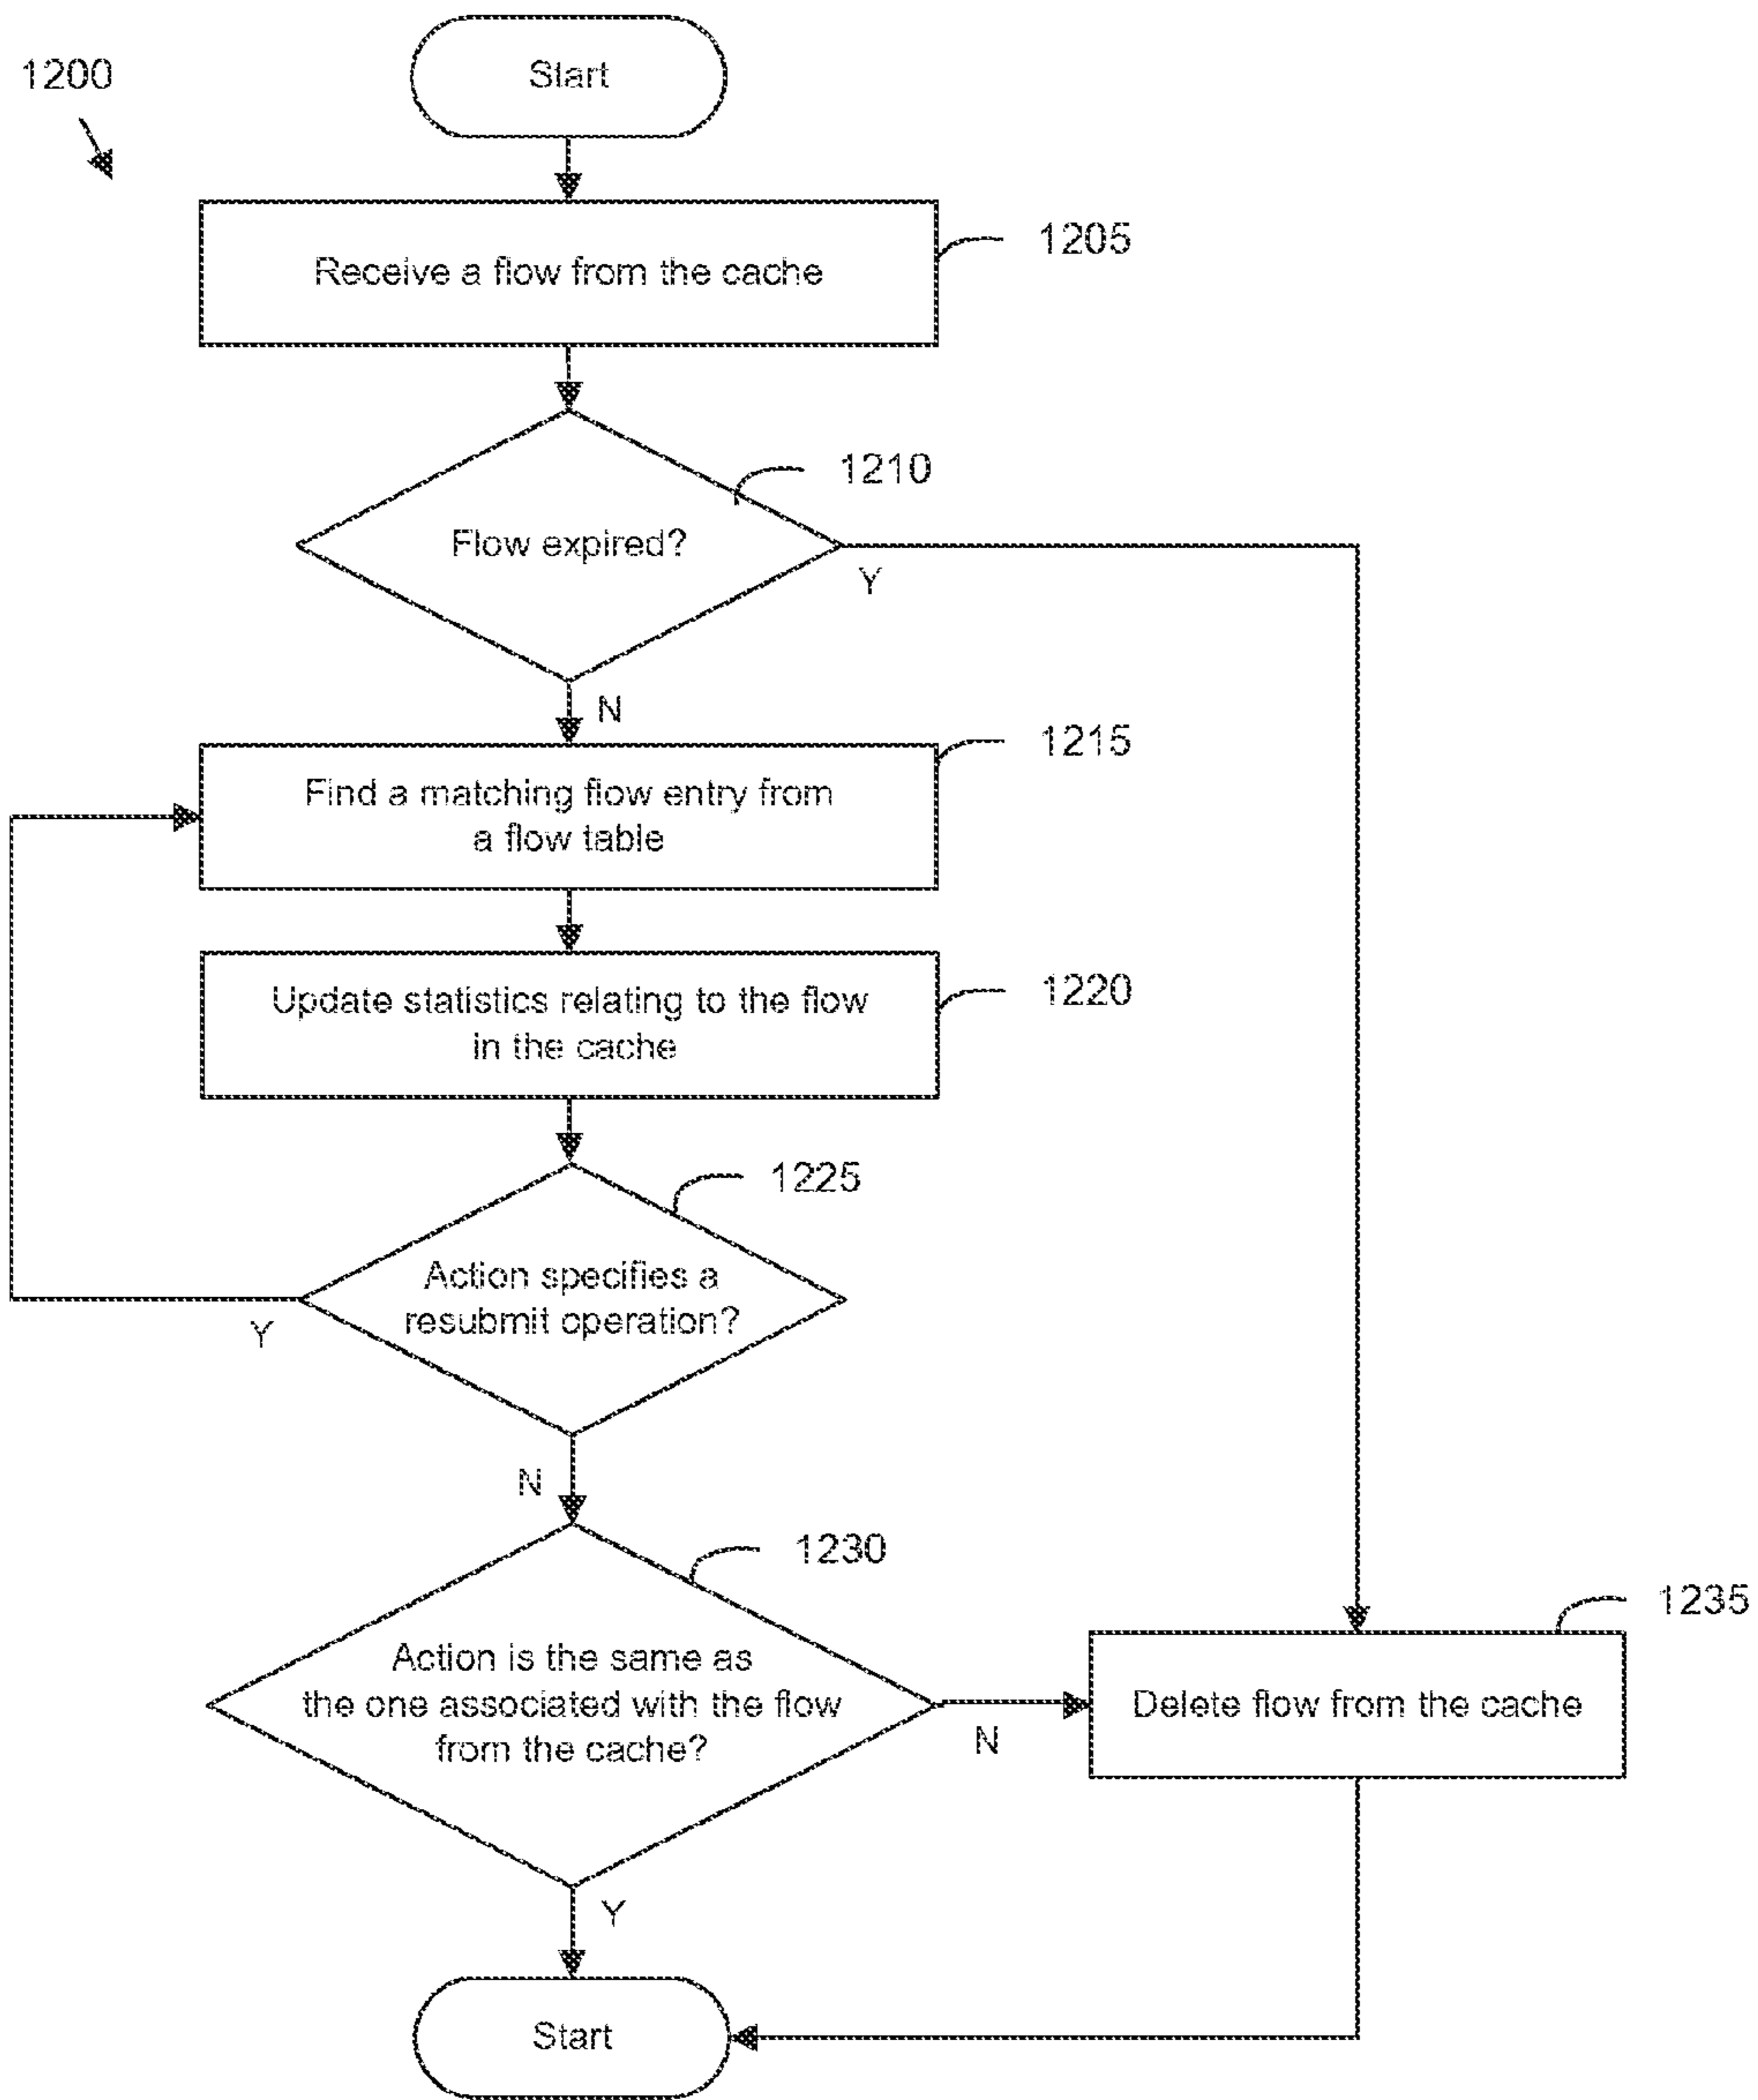 1200
Start
Receive a flow from the cache
1205
1210
Flow expired?
Y
N
1215
Find a matching flow entry from
a flow table
Update statistics relating to the flow
in the cache
1220
1225
Action specifies a
resubmit operation?
Y
N
1230
1235
Action is the same as
the one associated with the flow
from the cache?
Delete flow from the cache
N
Y
Start